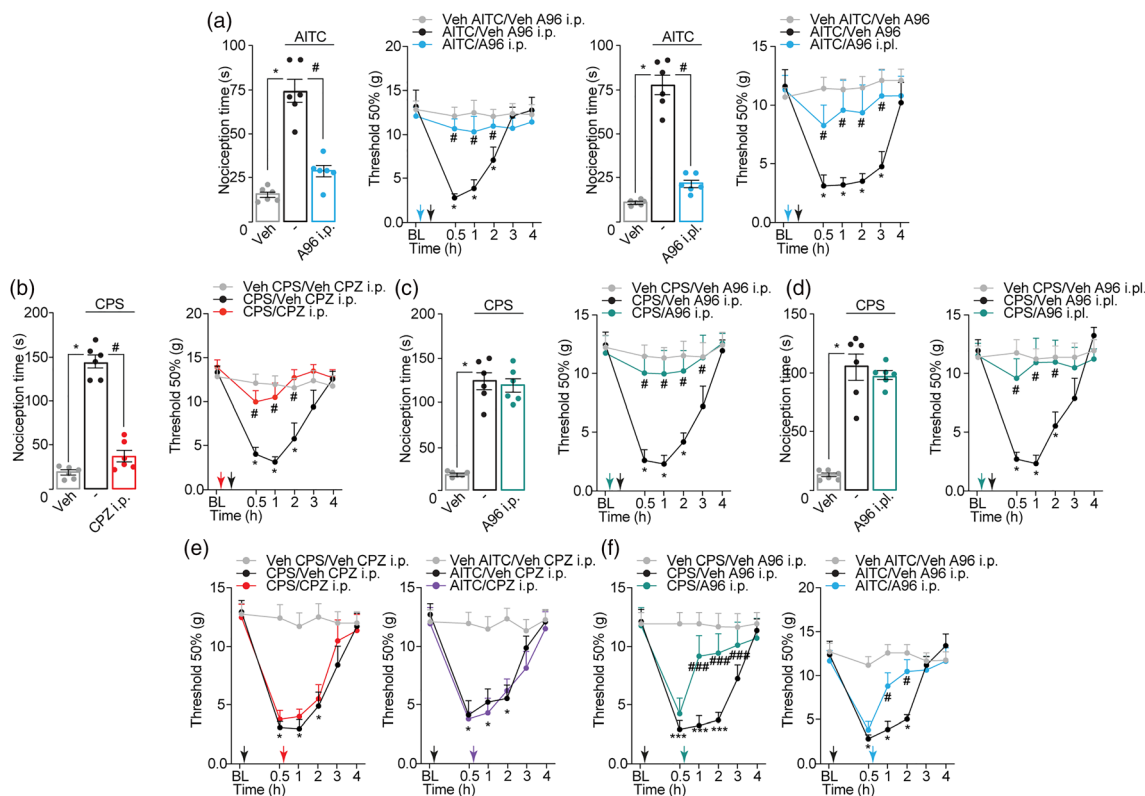 (a)
AITC
Nociception time (s)
100
75
50
25
0
*
#
Veh
-
A96 i.p.
Veh AITC/Veh A96 i.p.
AITC/Veh A96 i.p.
AITC/A96 i.p.
Threshold 50% (g)
20.0
15.0
10.0
5.0
0.0
# # #
* * *
BL 0.5 1 2 3 4
Time (h)
AITC
Nociception time (s)
100
75
50
25
0
*
#
Veh
-
A96 i.pl.
Veh AITC/Veh A96
AITC/Veh A96
AITC/A96 i.pl.
Threshold 50% (g)
15
10
5
0
# # # #
* * * *
BL 0.5 1 2 3 4
Time (h)
(b)
CPS
Nociception time (s)
200
150
100
50
0
*
#
Veh
-
CPZ i.p.
Veh CPS/Veh CPZ i.p.
CPS/Veh CPZ i.p.
CPS/CPZ i.p.
Threshold 50% (g)
20
15
10
5
0
# # #
* * *
BL 0.5 1 2 3 4
Time (h)
(c)
CPS
Nociception time (s)
200
150
100
50
0
*
Veh
-
A96 i.p.
Veh CPS/Veh A96 i.p.
CPS/Veh A96 i.p.
CPS/A96 i.p.
Threshold 50% (g)
15
10
5
0
# # # #
* * *
BL 0.5 1 2 3 4
Time (h)
(d)
CPS
Nociception time (s)
150
100
50
0
*
Veh
-
A96 i.pl.
Veh CPS/Veh A96 i.pl.
CPS/Veh A96 i.pl.
CPS/A96 i.pl.
Threshold 50% (g)
15
10
5
0
# # #
* * *
BL 0.5 1 2 3 4
Time (h)
(e)
Veh CPS/Veh CPZ i.p.
CPS/Veh CPZ i.p.
CPS/CPZ i.p.
Threshold 50% (g)
15
10
5
0
* * *
BL 0.5 1 2 3 4
Time (h)
Veh AITC/Veh CPZ i.p.
AITC/Veh CPZ i.p.
AITC/CPZ i.p.
Threshold 50% (g)
15
10
5
0
* * *
BL 0.5 1 2 3 4
Time (h)
(f)
Veh CPS/Veh A96 i.p.
CPS/Veh A96 i.p.
CPS/A96 i.p.
Threshold 50% (g)
15
10
5
0
### ### ###
*** *** ***
BL 0.5 1 2 3 4
Time (h)
Veh AITC/Veh A96 i.p.
AITC/Veh A96 i.p.
AITC/A96 i.p.
Threshold 50% (g)
20
15
10
5
0
# #
* * *
BL 0.5 1 2 3 4
Time (h)